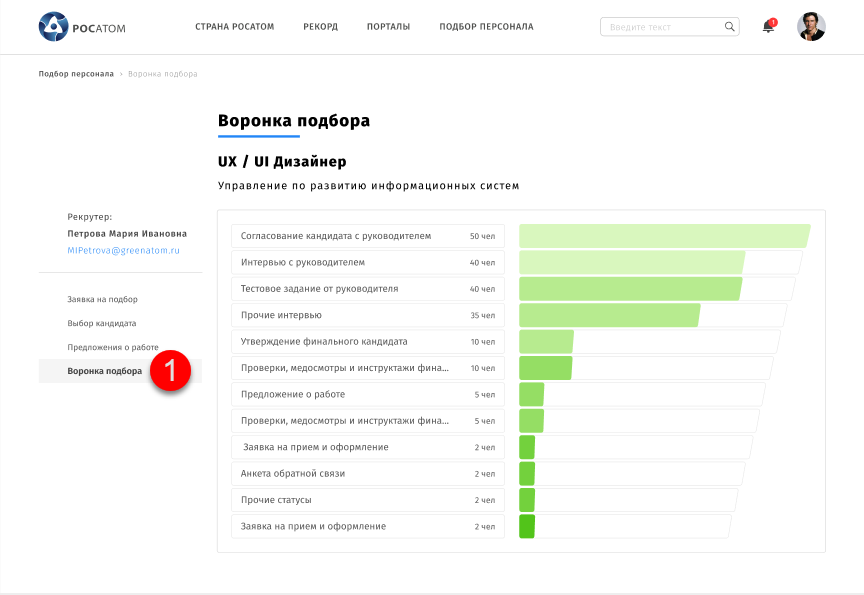 РОСАТОМ
СТРАНА РОСАТОМ РЕКОРД ПОРТАЛЫ ПОДБОР ПЕРСОНАЛА
Введите текст
1
Подбор персонала › Воронка подбора
Воронка подбора
UX / UI Дизайнер
Управление по развитию информационных систем
Рекрутер:
Петрова Мария Ивановна
MIPetrova@greenatom.ru
Заявка на подбор
Выбор кандидата
Предложения о работе
Воронка подбора
1
Согласование кандидата с руководителем 50 чел
Интервью с руководителем 40 чел
Тестовое задание от руководителя 40 чел
Прочие интервью 35 чел
Утверждение финального кандидата 10 чел
Проверки, медосмотры и инструктажи фина... 10 чел
Предложение о работе 5 чел
Проверки, медосмотры и инструктажи фина... 5 чел
Заявка на прием и оформление 2 чел
Анкета обратной связи 2 чел
Прочие статусы 2 чел
Заявка на прием и оформление 2 чел